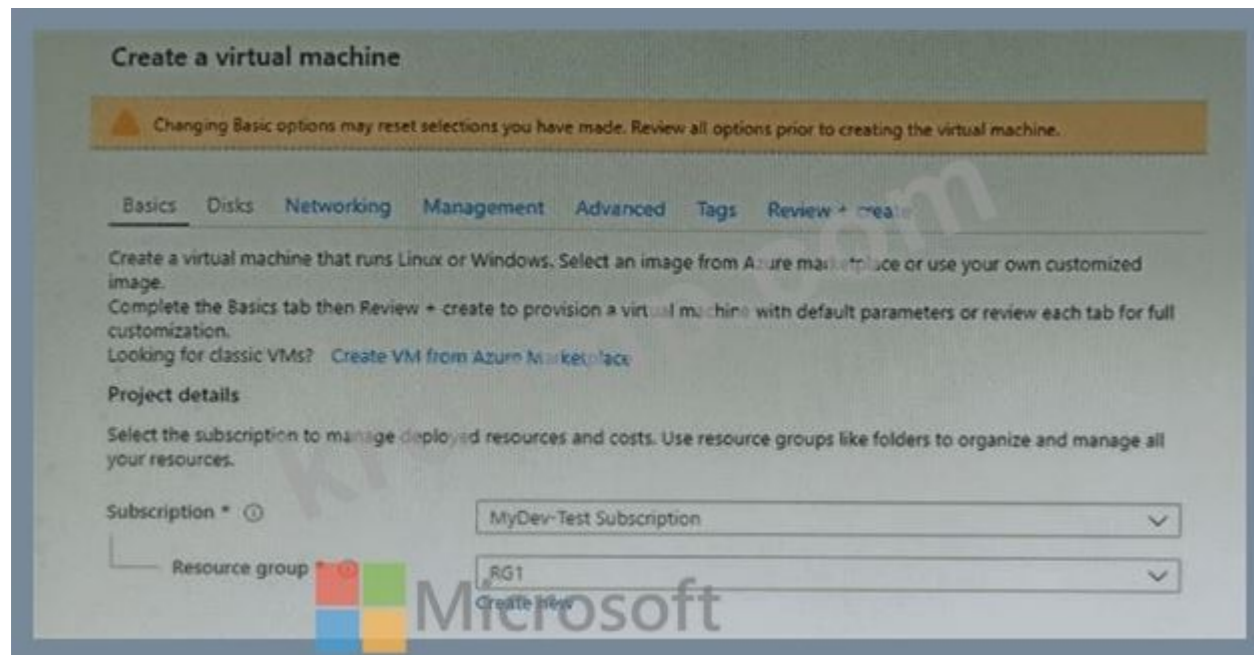 Create a virtual machine
Changing Basic options may reset selections you have made. Review all options prior to creating the virtual machine.
Basics Disks Networking Management Advanced Tags Review + create
Create a virtual machine that runs Linux or Windows. Select an image from Azure marketplace or use your own customized
image.
Complete the Basics tab then Review + create to provision a virtual machine with default parameters or review each tab for full
customization.
Looking for classic VMs? Create VM from Azure Marketplace
Project details
Select the subscription to manage deployed resources and costs. Use resource groups like folders to organize and manage all
your resources.
Subscription * MyDev-Test Subscription
Resource group * RG1
Create new
Microsoft
.com